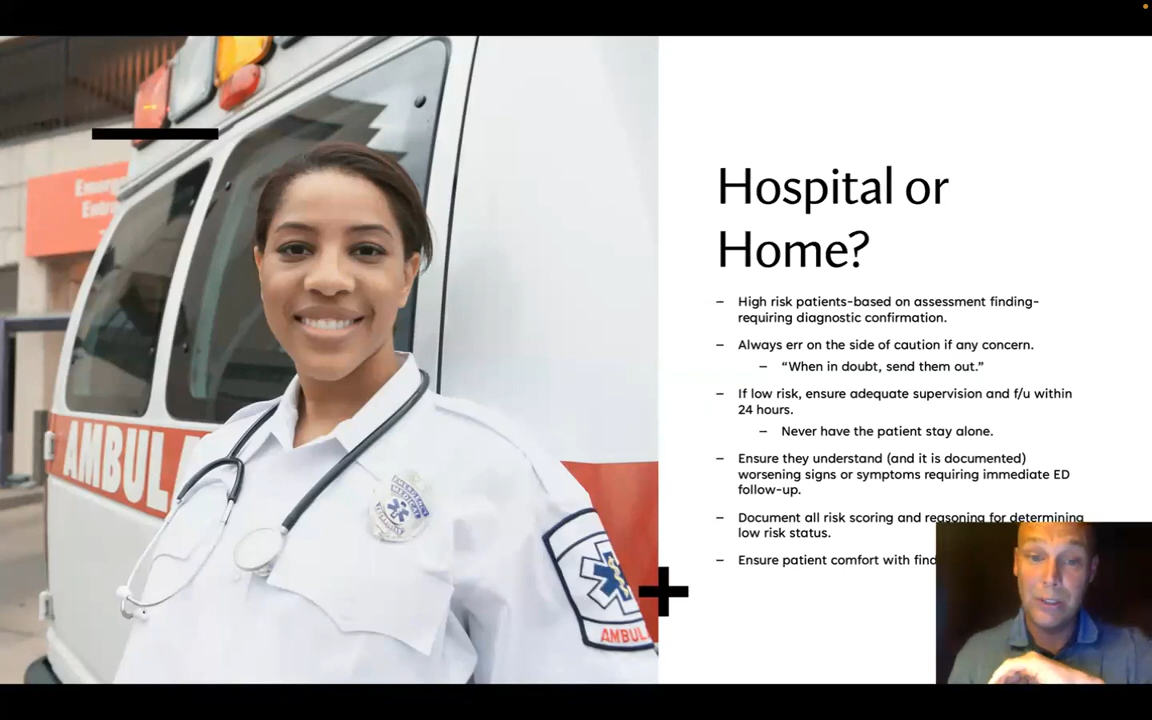 AMBUL
EMERGENCY
MEDICAL
AMBUL
Hospital or
Home?
– High risk patients-based on assessment finding-
requiring diagnostic confirmation.
– Always err on the side of caution if any concern.
– “When in doubt, send them out.”
– If low risk, ensure adequate supervision and f/u within
24 hours.
– Never have the patient stay alone.
– Ensure they understand (and it is documented)
worsening signs or symptoms requiring immediate ED
follow-up.
– Document all risk scoring and reasoning for determining
low risk status.
– Ensure patient comfort with find